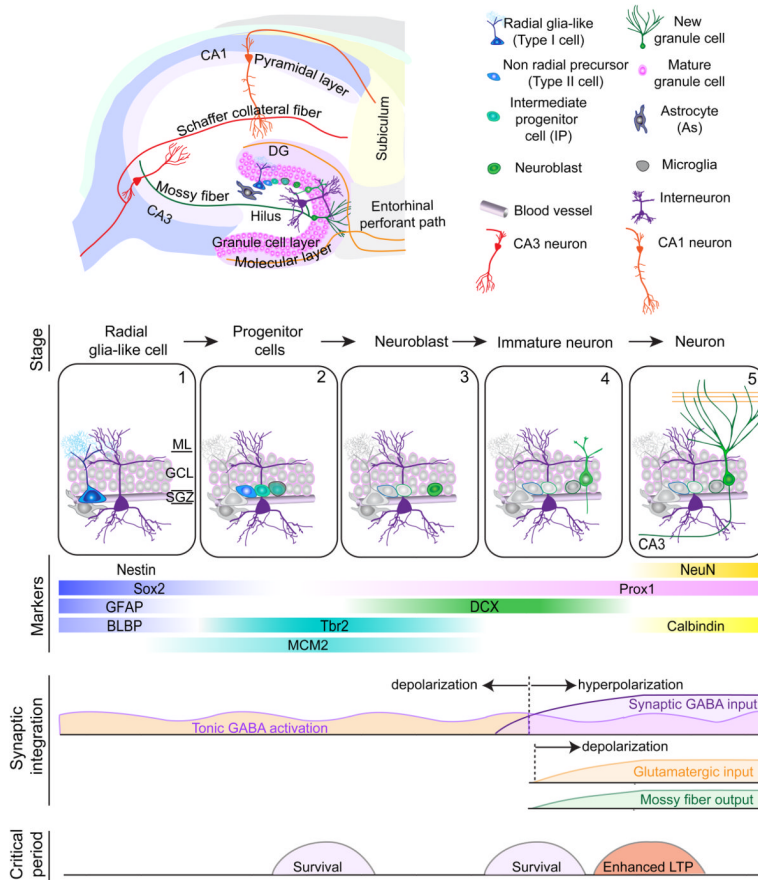 CA1
Pyramidal layer
Schaffer collateral fiber
Subiculum
DG
Mossy fiber
CA3
Hilus
Entorhinal
perforant path
Granule cell layer
Molecular layer
Radial glia-like
(Type I cell)
New
granule cell
Non radial precursor
(Type II cell)
Mature
granule cell
Intermediate
progenitor
cell (IP)
Astrocyte
(As)
Neuroblast
Microglia
Blood vessel
Interneuron
CA3 neuron
CA1 neuron
Stage
Radial
glia-like cell
Progenitor
cells
Neuroblast
Immature neuron
Neuron
1
2
3
4
5
ML
GCL
SGZ
CA3
Markers
Nestin
NeuN
Sox2
Prox1
GFAP
DCX
BLBP
Tbr2
Calbindin
MCM2
Synaptic
integration
depolarization
hyperpolarization
Synaptic GABA input
Tonic GABA activation
depolarization
Glutamatergic input
Mossy fiber output
Critical
period
Survival
Survival
Enhanced LTP